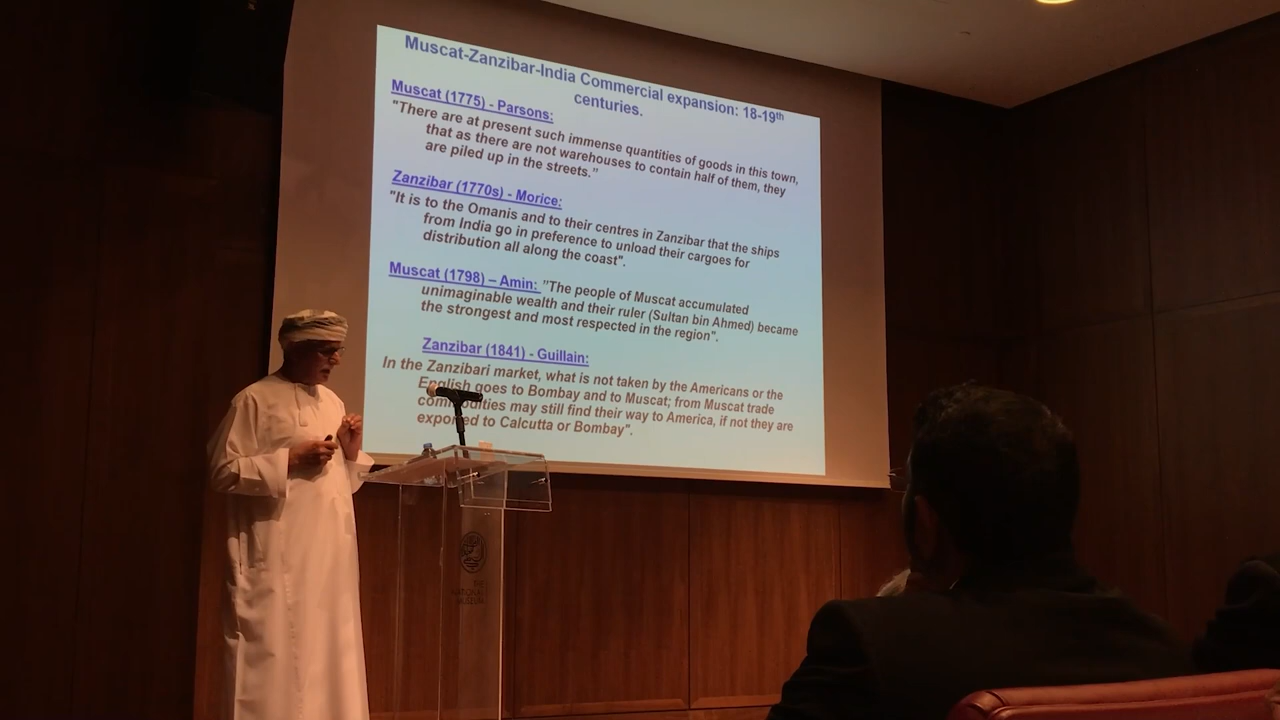 Muscat-Zanzibar-India Commercial expansion: 18-19th
centuries.
Muscat (1775) - Parsons:
"There are at present such immense quantities of goods in this town,
that as there are not warehouses to contain half of them, they
are piled up in the streets."
Zanzibar (1770s) - Morice:
"It is to the Omanis and to their centres in Zanzibar that the ships
from India go in preference to unload their cargoes for
distribution all along the coast".
Muscat (1798) – Amin: "The people of Muscat accumulated
unimaginable wealth and their ruler (Sultan bin Ahmed) became
the strongest and most respected in the region".
Zanzibar (1841) - Guillain:
In the Zanzibari market, what is not taken by the Americans or the
English goes to Bombay and to Muscat; from Muscat trade
commodities may still find their way to America, if not they are
exported to Calcutta or Bombay".
NATIONAL
MUSEUM